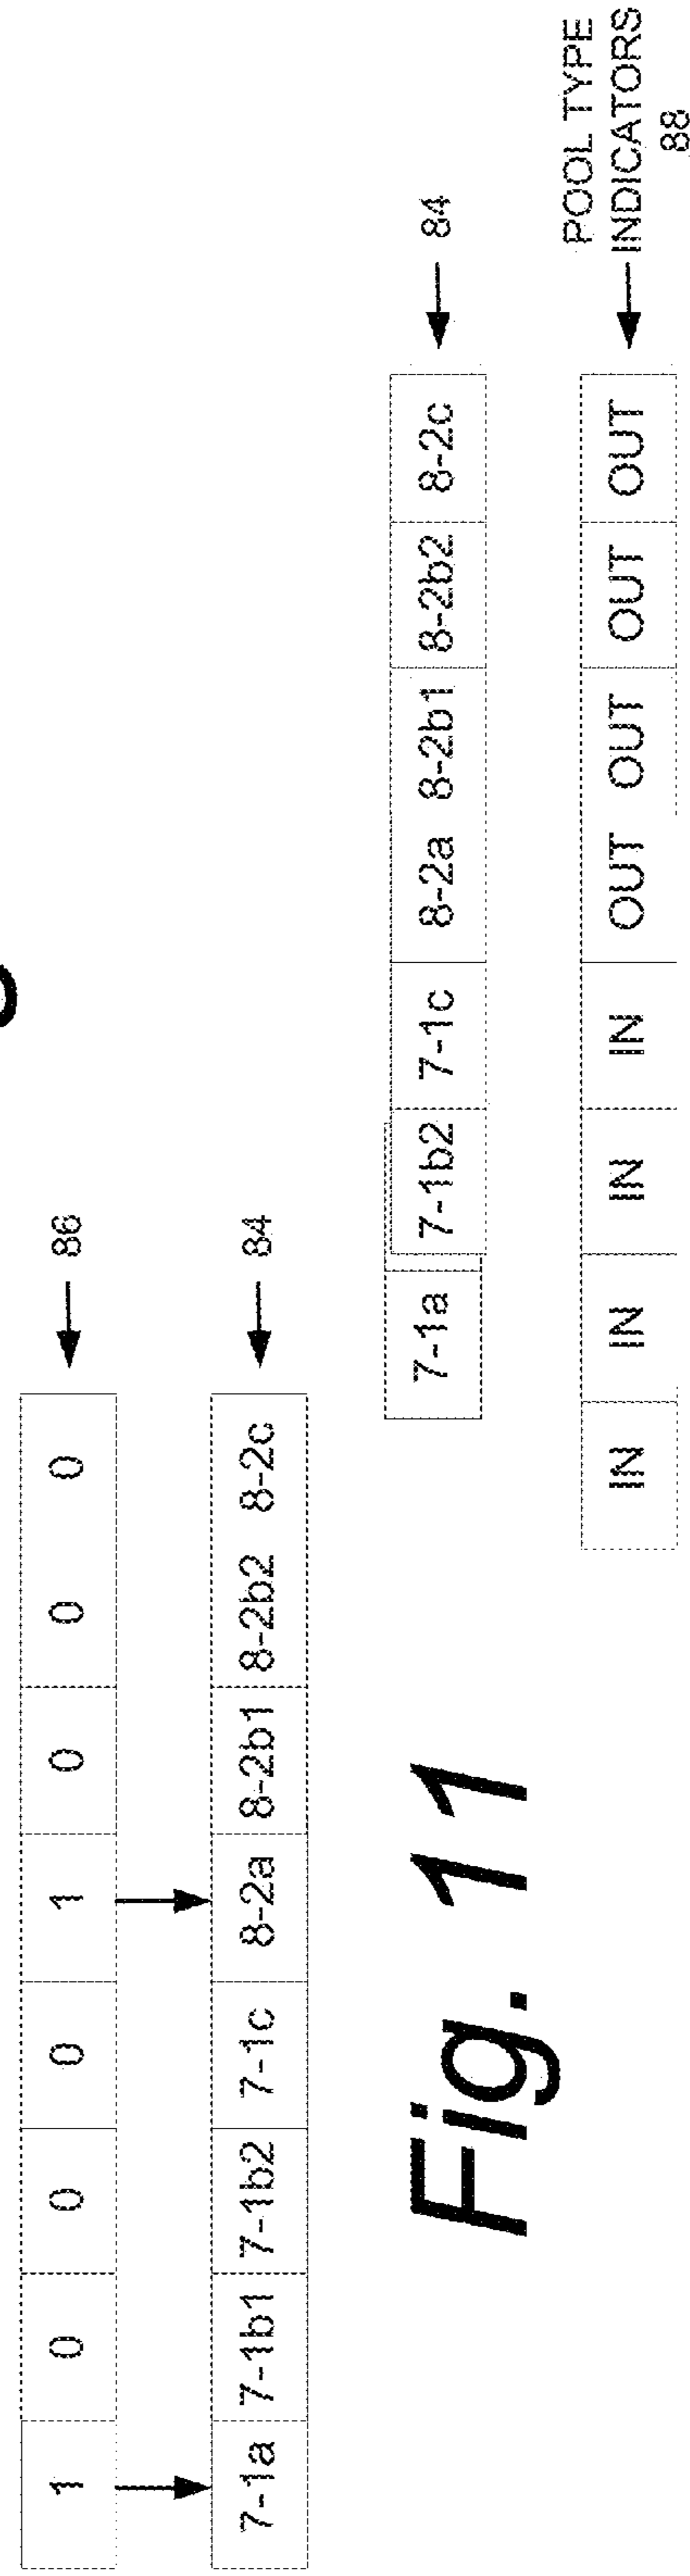 1 0 0 0 1 0 0 0 86
7-1a 7-1b1 7-1b2 7-1c 8-2a 8-2b1 8-2b2 8-2c 84
Fig. 11
7-1a 7-1b2 7-1c 8-2a 8-2b1 8-2b2 8-2c 84
IN IN IN IN OUT OUT OUT OUT
POOL TYPE
INDICATORS
88